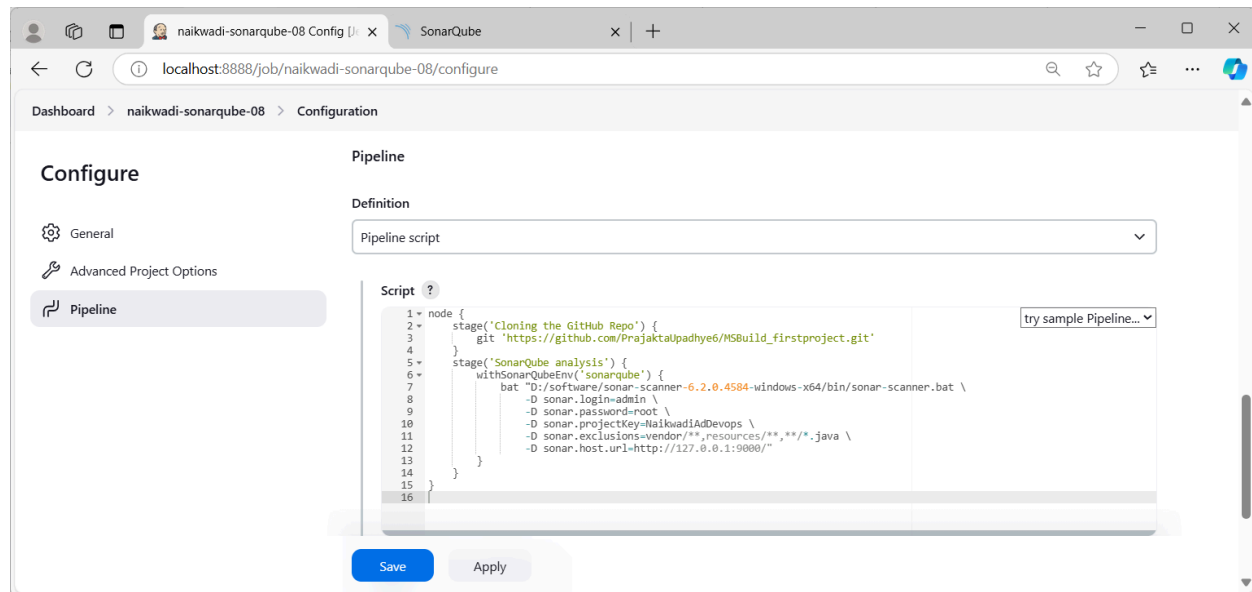 naikwadi-sonarqube-08 Config [Je
SonarQube
localhost:8888/job/naikwadi-sonarqube-08/configure
Dashboard > naikwadi-sonarqube-08 > Configuration
Configure
General
Advanced Project Options
Pipeline
Pipeline
Definition
Pipeline script
Script ?
try sample Pipeline...
1 node {
2 stage('Cloning the GitHub Repo') {
3 git 'https://github.com/PrajaktaUpadhye6/MSBuild_firstproject.git'
4 }
5 stage('SonarQube analysis') {
6 withSonarQubeEnv('sonarqube') {
7 bat "D:/software/sonar-scanner-6.2.0.4584-windows-x64/bin/sonar-scanner.bat \
8 -D sonar.login=admin \
9 -D sonar.password=root \
10 -D sonar.projectKey=NaikwadiAdDevops \
11 -D sonar.exclusions=vendor/**,resources/**,**/*.java \
12 -D sonar.host.url=http://127.0.0.1:9000/"
13 }
14 }
15 }
16
Save
Apply